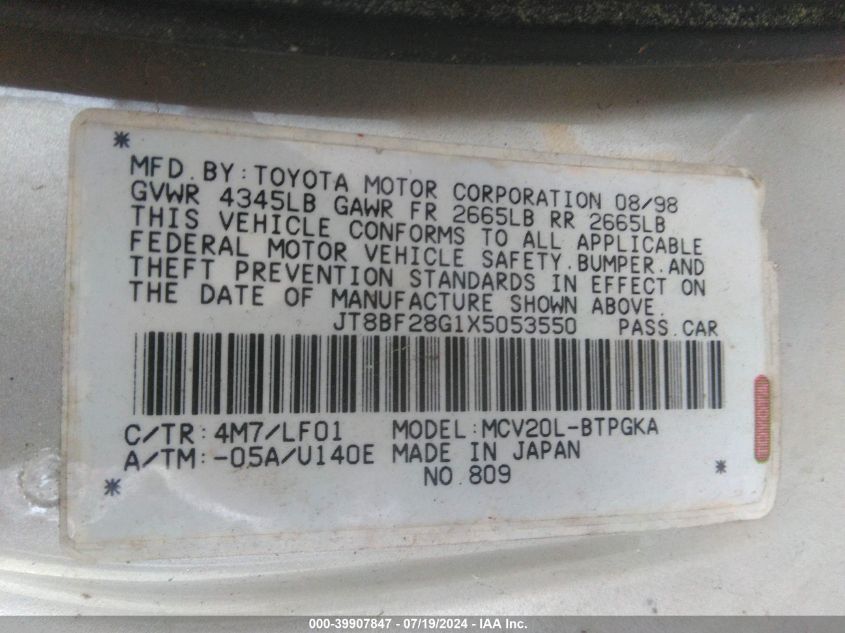 MFD. BY: TOYOTA MOTOR CORPORATION 08/98
GVWR 4345LB GAWR FR 2665LB RR 2665LB
THIS VEHICLE CONFORMS TO ALL APPLICABLE
FEDERAL MOTOR VEHICLE SAFETY. BUMPER. AND
THEFT PREVENTION STANDARDS IN EFFECT ON
THE DATE OF MANUFACTURE SHOWN ABOVE.
JT8BF28G1X5053550 PASS. CAR
C/TR: 4M7/LF01 MODEL: MCV20L-BTPGKA
A/TM: -05A/U140E MADE IN JAPAN
NO. 809
000-39907847 - 07/19/2024 - IAA Inc.